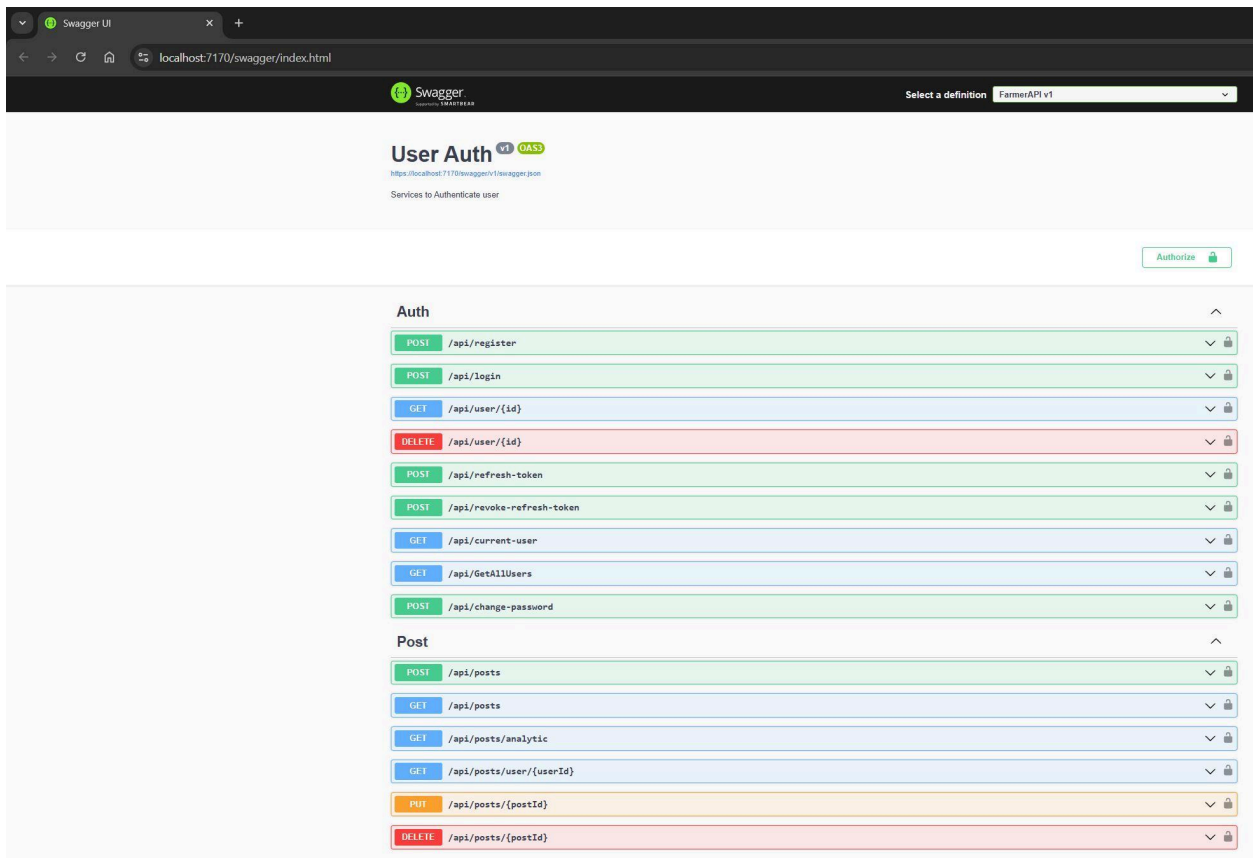 Swagger UI
localhost:7170/swagger/index.html
Swagger.
Supported by SMARTBEAR
Select a definition FarmerAPI v1
User Auth v1 OAS3
https://localhost:7170/swagger/v1/swagger.json
Services to Authenticate user
Authorize
Auth
POST /api/register
POST /api/login
GET /api/user/{id}
DELETE /api/user/{id}
POST /api/refresh-token
POST /api/revoke-refresh-token
GET /api/current-user
GET /api/GetAllUsers
POST /api/change-password
Post
POST /api/posts
GET /api/posts
GET /api/posts/analytic
GET /api/posts/user/{userId}
PUT /api/posts/{postId}
DELETE /api/posts/{postId}